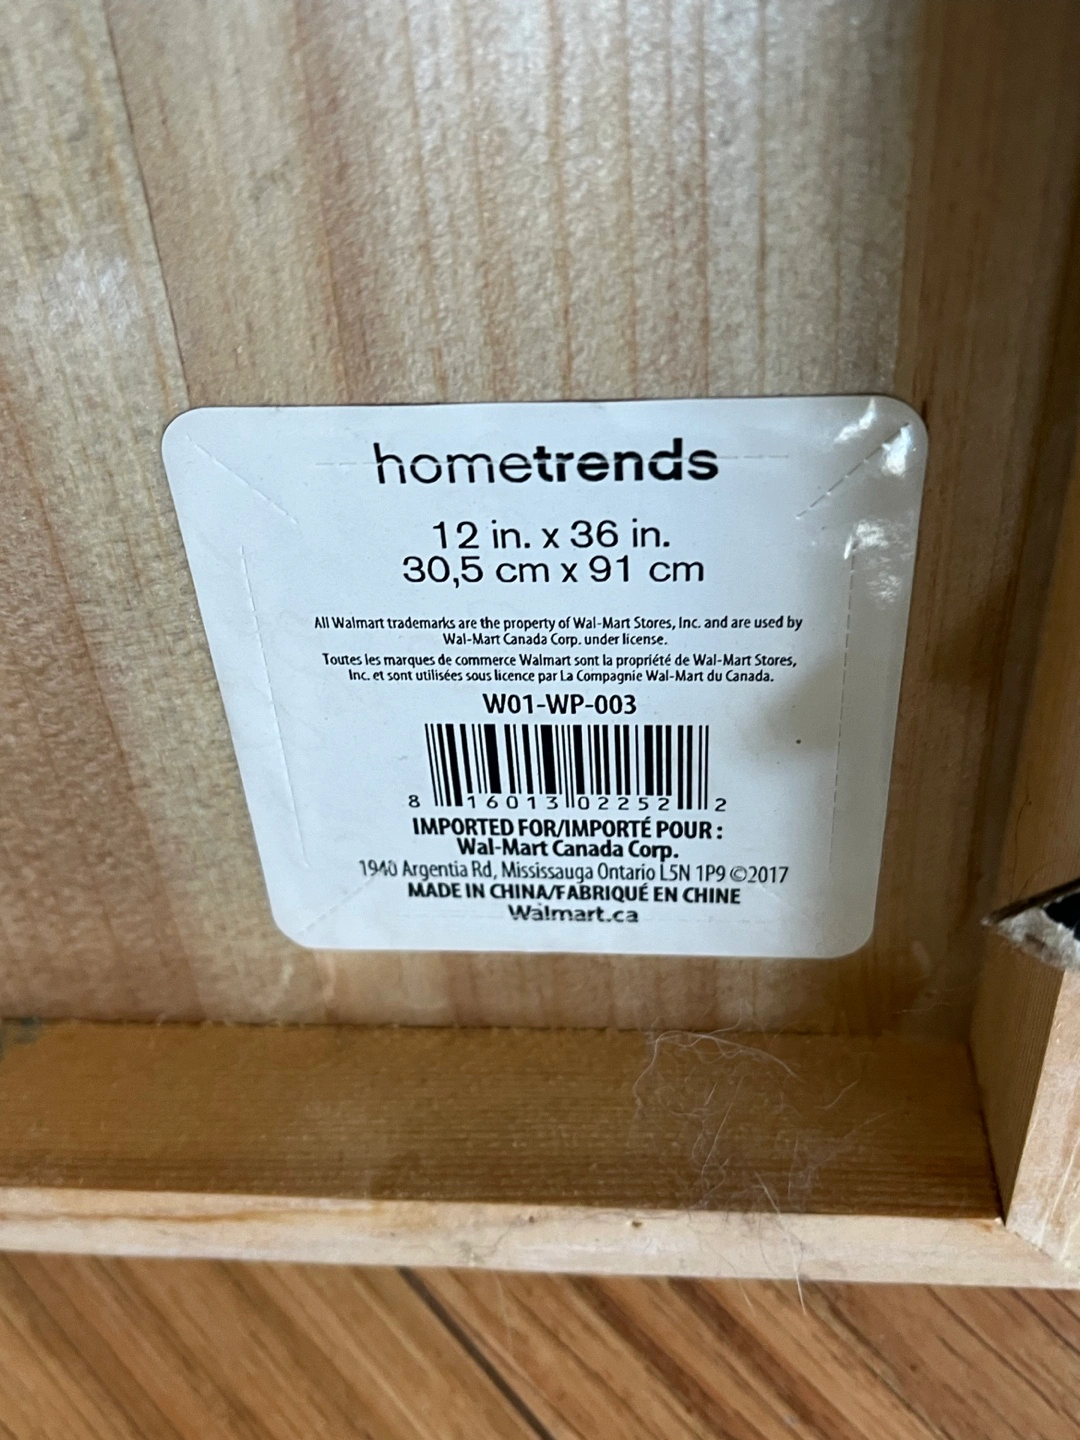 hometrends
12 in. x 36 in.
30,5 cm x 91 cm
All Walmart trademarks are the property of Wal-Mart Stores, Inc. and are used by
Wal-Mart Canada Corp. under license.
Toutes les marques de commerce Walmart sont la propriété de Wal-Mart Stores,
Inc. et sont utilisées sous licence par La Compagnie Wal-Mart du Canada.
W01-WP-003
8 16013 02252 2
IMPORTED FOR/IMPORTÉ POUR :
Wal-Mart Canada Corp.
1940 Argentia Rd, Mississauga Ontario L5N 1P9 ©2017
MADE IN CHINA/FABRIQUÉ EN CHINE
Walmart.ca